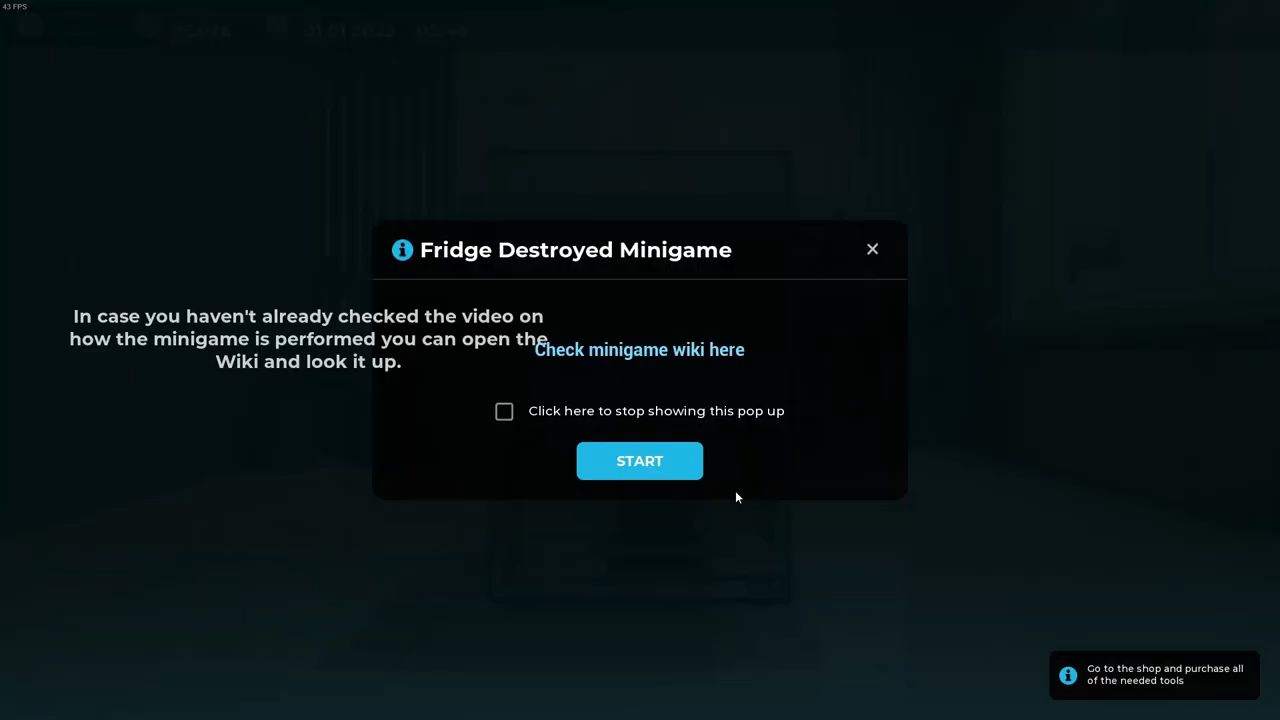 43 FPS
Fridge Destroyed Minigame
In case you haven't already checked the video on
how the minigame is performed you can open the
Wiki and look it up.
Check minigame wiki here
Click here to stop showing this pop up
START
Go to the shop and purchase all
of the needed tools